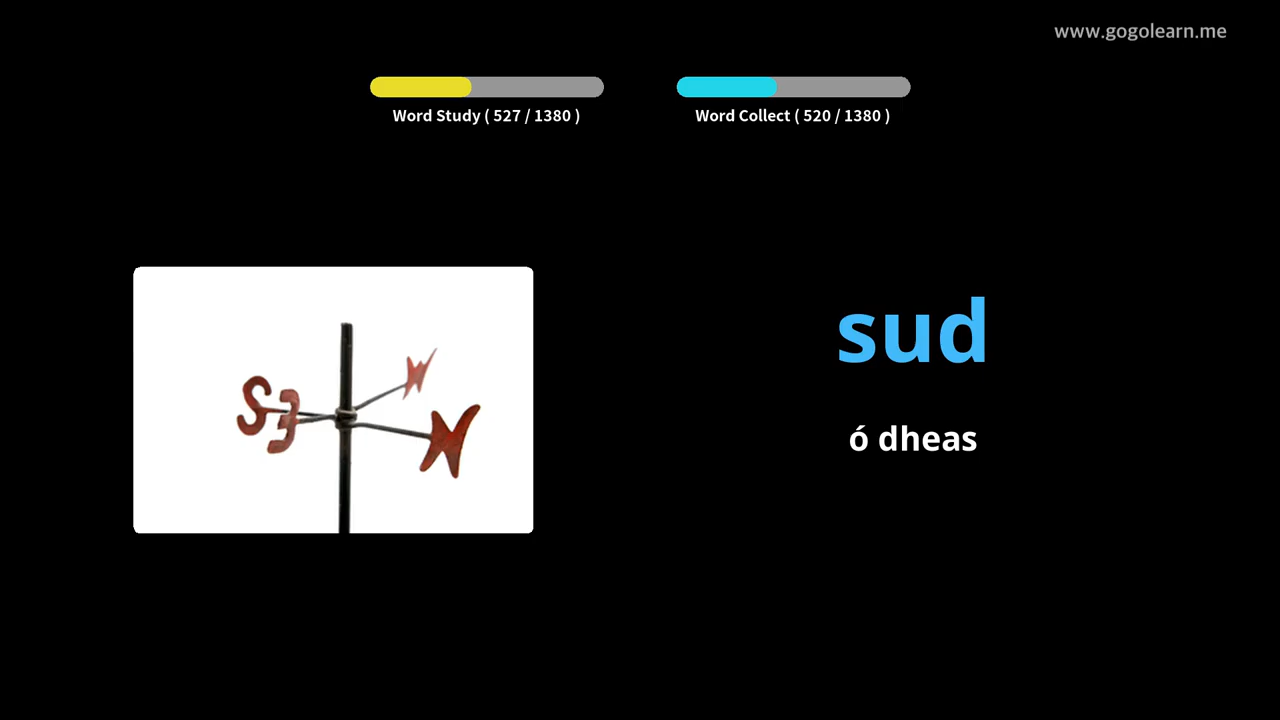 www.gogolearn.me
Word Study ( 527 / 1380 )
Word Collect ( 520 / 1380 )
S E N
sud
ó dheas